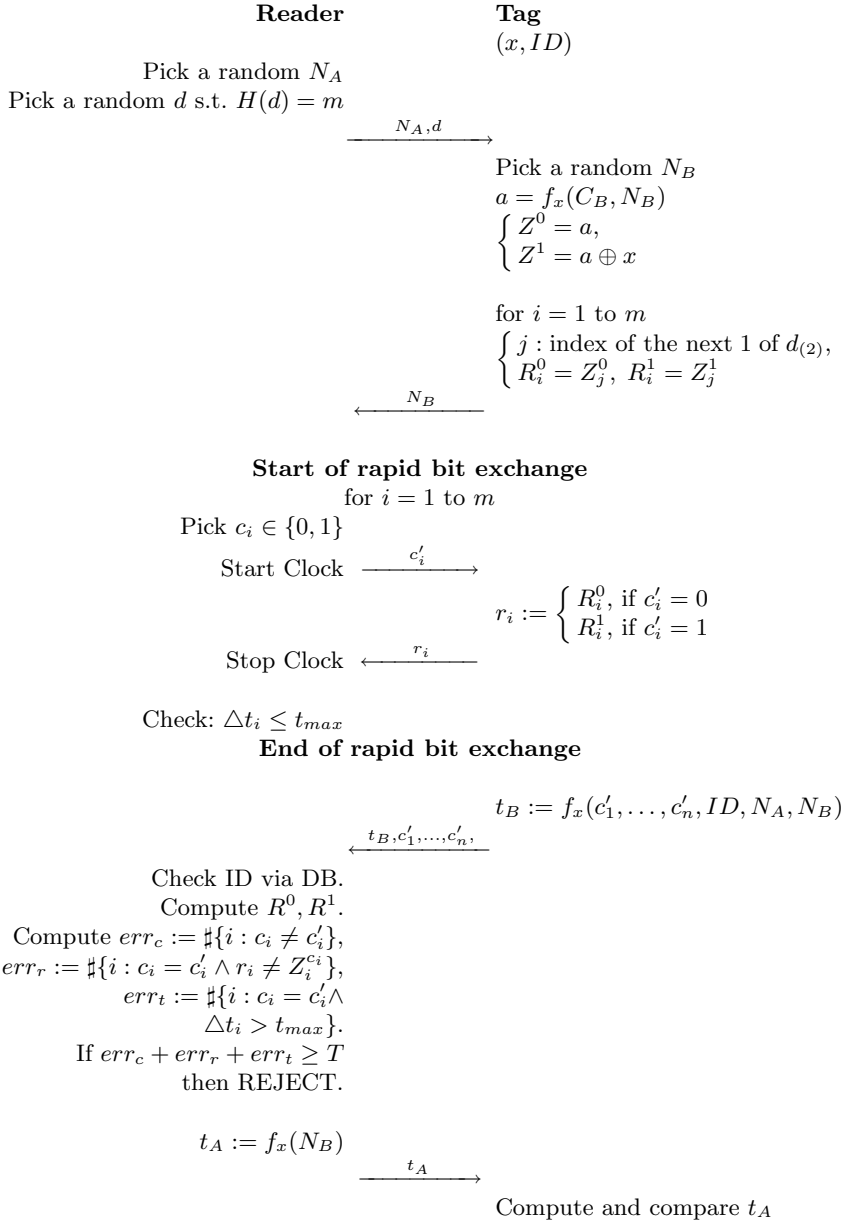 Reader Tag
(x, ID)
Pick a random N_A
Pick a random d s.t. H(d) = m
N_A,d
Pick a random N_B
a = f_x(C_B, N_B)
{ Z^0 = a,
Z^1 = a ⊕ x
for i = 1 to m
{ j : index of the next 1 of d_(2),
R_i^0 = Z_j^0, R_i^1 = Z_j^1
N_B
Start of rapid bit exchange
for i = 1 to m
Pick c_i ∈ {0, 1}
Start Clock c'_i
r_i := { R_i^0, if c'_i = 0
R_i^1, if c'_i = 1
Stop Clock r_i
Check: △t_i ≤ t_max
End of rapid bit exchange
t_B := f_x(c'_1, . . . , c'_n, ID, N_A, N_B)
t_B,c'_1,...,c'_n,
Check ID via DB.
Compute R^0, R^1.
Compute err_c := ♯{i : c_i ≠ c'_i},
err_r := ♯{i : c_i = c'_i ∧ r_i ≠ Z_i^{c_i}},
err_t := ♯{i : c_i = c'_i ∧
△t_i > t_max}.
If err_c + err_r + err_t ≥ T
then REJECT.
t_A := f_x(N_B)
t_A
Compute and compare t_A